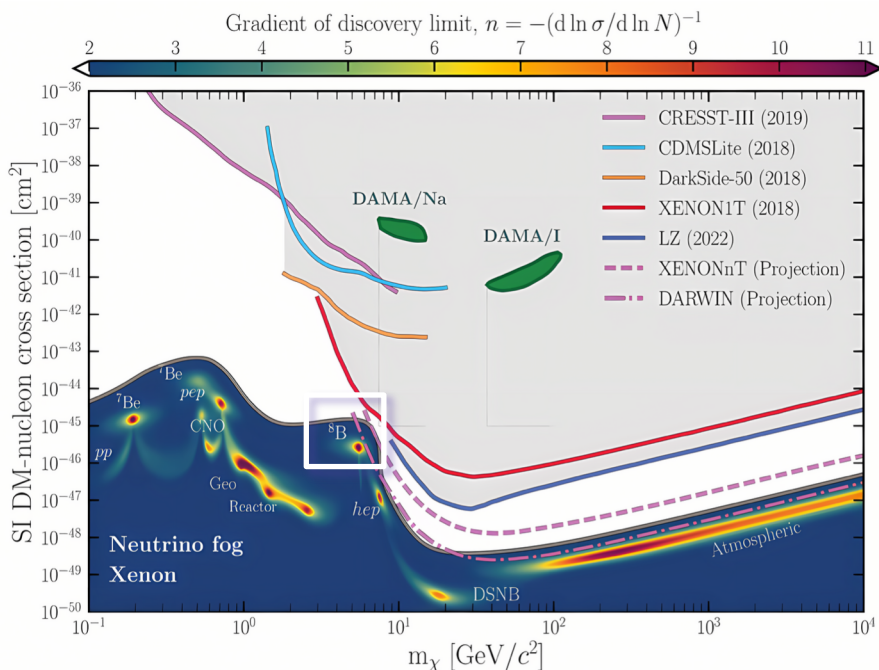 Gradient of discovery limit, n = −(d ln σ/d ln N)⁻¹
2 3 4 5 6 7 8 9 10 11
SI DM-nucleon cross section [cm²]
10⁻³⁶
10⁻³⁷
10⁻³⁸
10⁻³⁹
10⁻⁴⁰
10⁻⁴¹
10⁻⁴²
10⁻⁴³
10⁻⁴⁴
10⁻⁴⁵
10⁻⁴⁶
10⁻⁴⁷
10⁻⁴⁸
10⁻⁴⁹
10⁻⁵⁰
CRESST-III (2019)
CDMSLite (2018)
DarkSide-50 (2018)
XENON1T (2018)
LZ (2022)
XENONnT (Projection)
DARWIN (Projection)
DAMA/Na
DAMA/I
⁷Be
pep
⁷Be
CNO
⁸B
pp
Geo
Reactor
hep
Atmospheric
DSNB
Neutrino fog
Xenon
10⁻¹ 10⁰ 10¹ 10² 10³ 10⁴
mχ [GeV/c²]